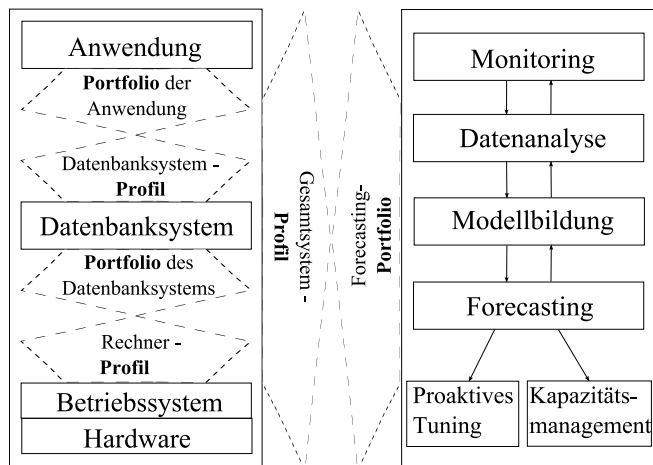 Anwendung
Portfolio der
Anwendung
Datenbanksystem -
Profil
Datenbanksystem
Portfolio des
Datenbanksystems
Rechner -
Profil
Betriebssystem
Hardware
Gesamtsystem -
Profil
Forecasting-
Portfolio
Monitoring
Datenanalyse
Modellbildung
Forecasting
Proaktives
Tuning
Kapazitäts-
management